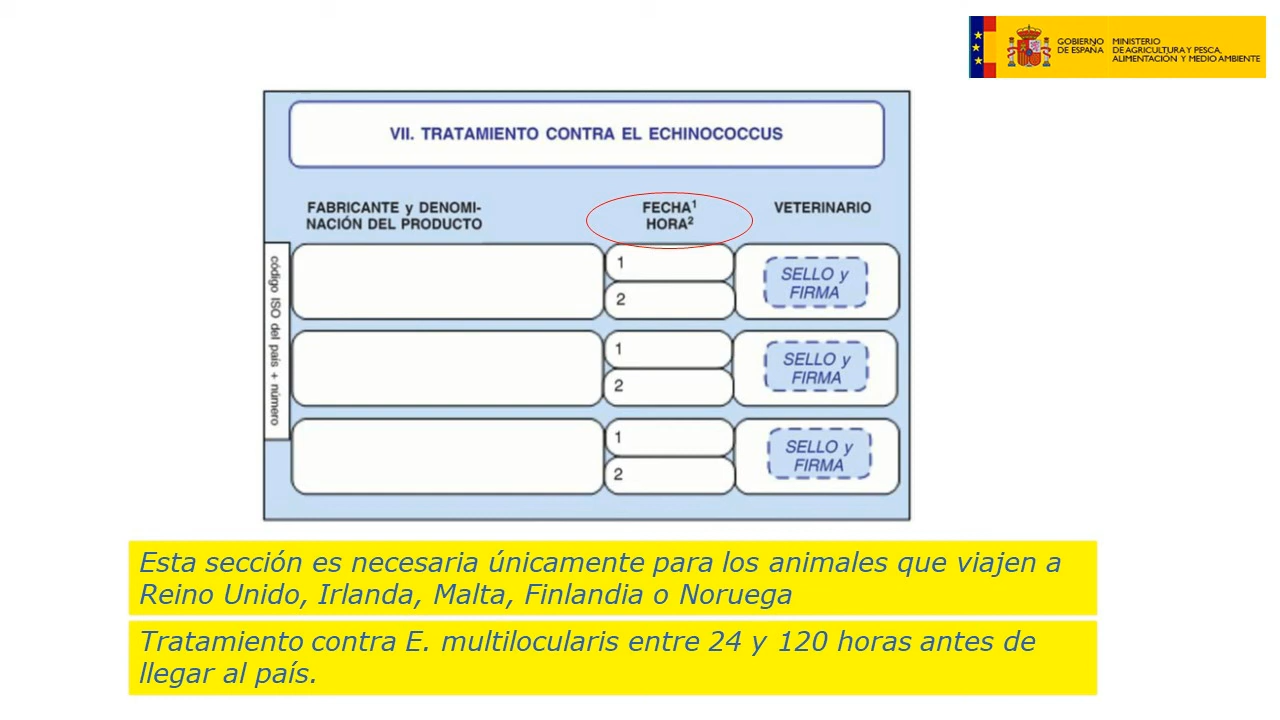 GOBIERNO
DE ESPAÑA
MINISTERIO
DE AGRICULTURA Y PESCA,
ALIMENTACIÓN Y MEDIO AMBIENTE
VII. TRATAMIENTO CONTRA EL ECHINOCOCCUS
FABRICANTE y DENOMI-
NACIÓN DEL PRODUCTO
FECHA¹
HORA²
VETERINARIO
código ISO del país + número
1
2
SELLO y
FIRMA
1
2
SELLO y
FIRMA
1
2
SELLO y
FIRMA
Esta sección es necesaria únicamente para los animales que viajen a
Reino Unido, Irlanda, Malta, Finlandia o Noruega
Tratamiento contra E. multilocularis entre 24 y 120 horas antes de
llegar al país.